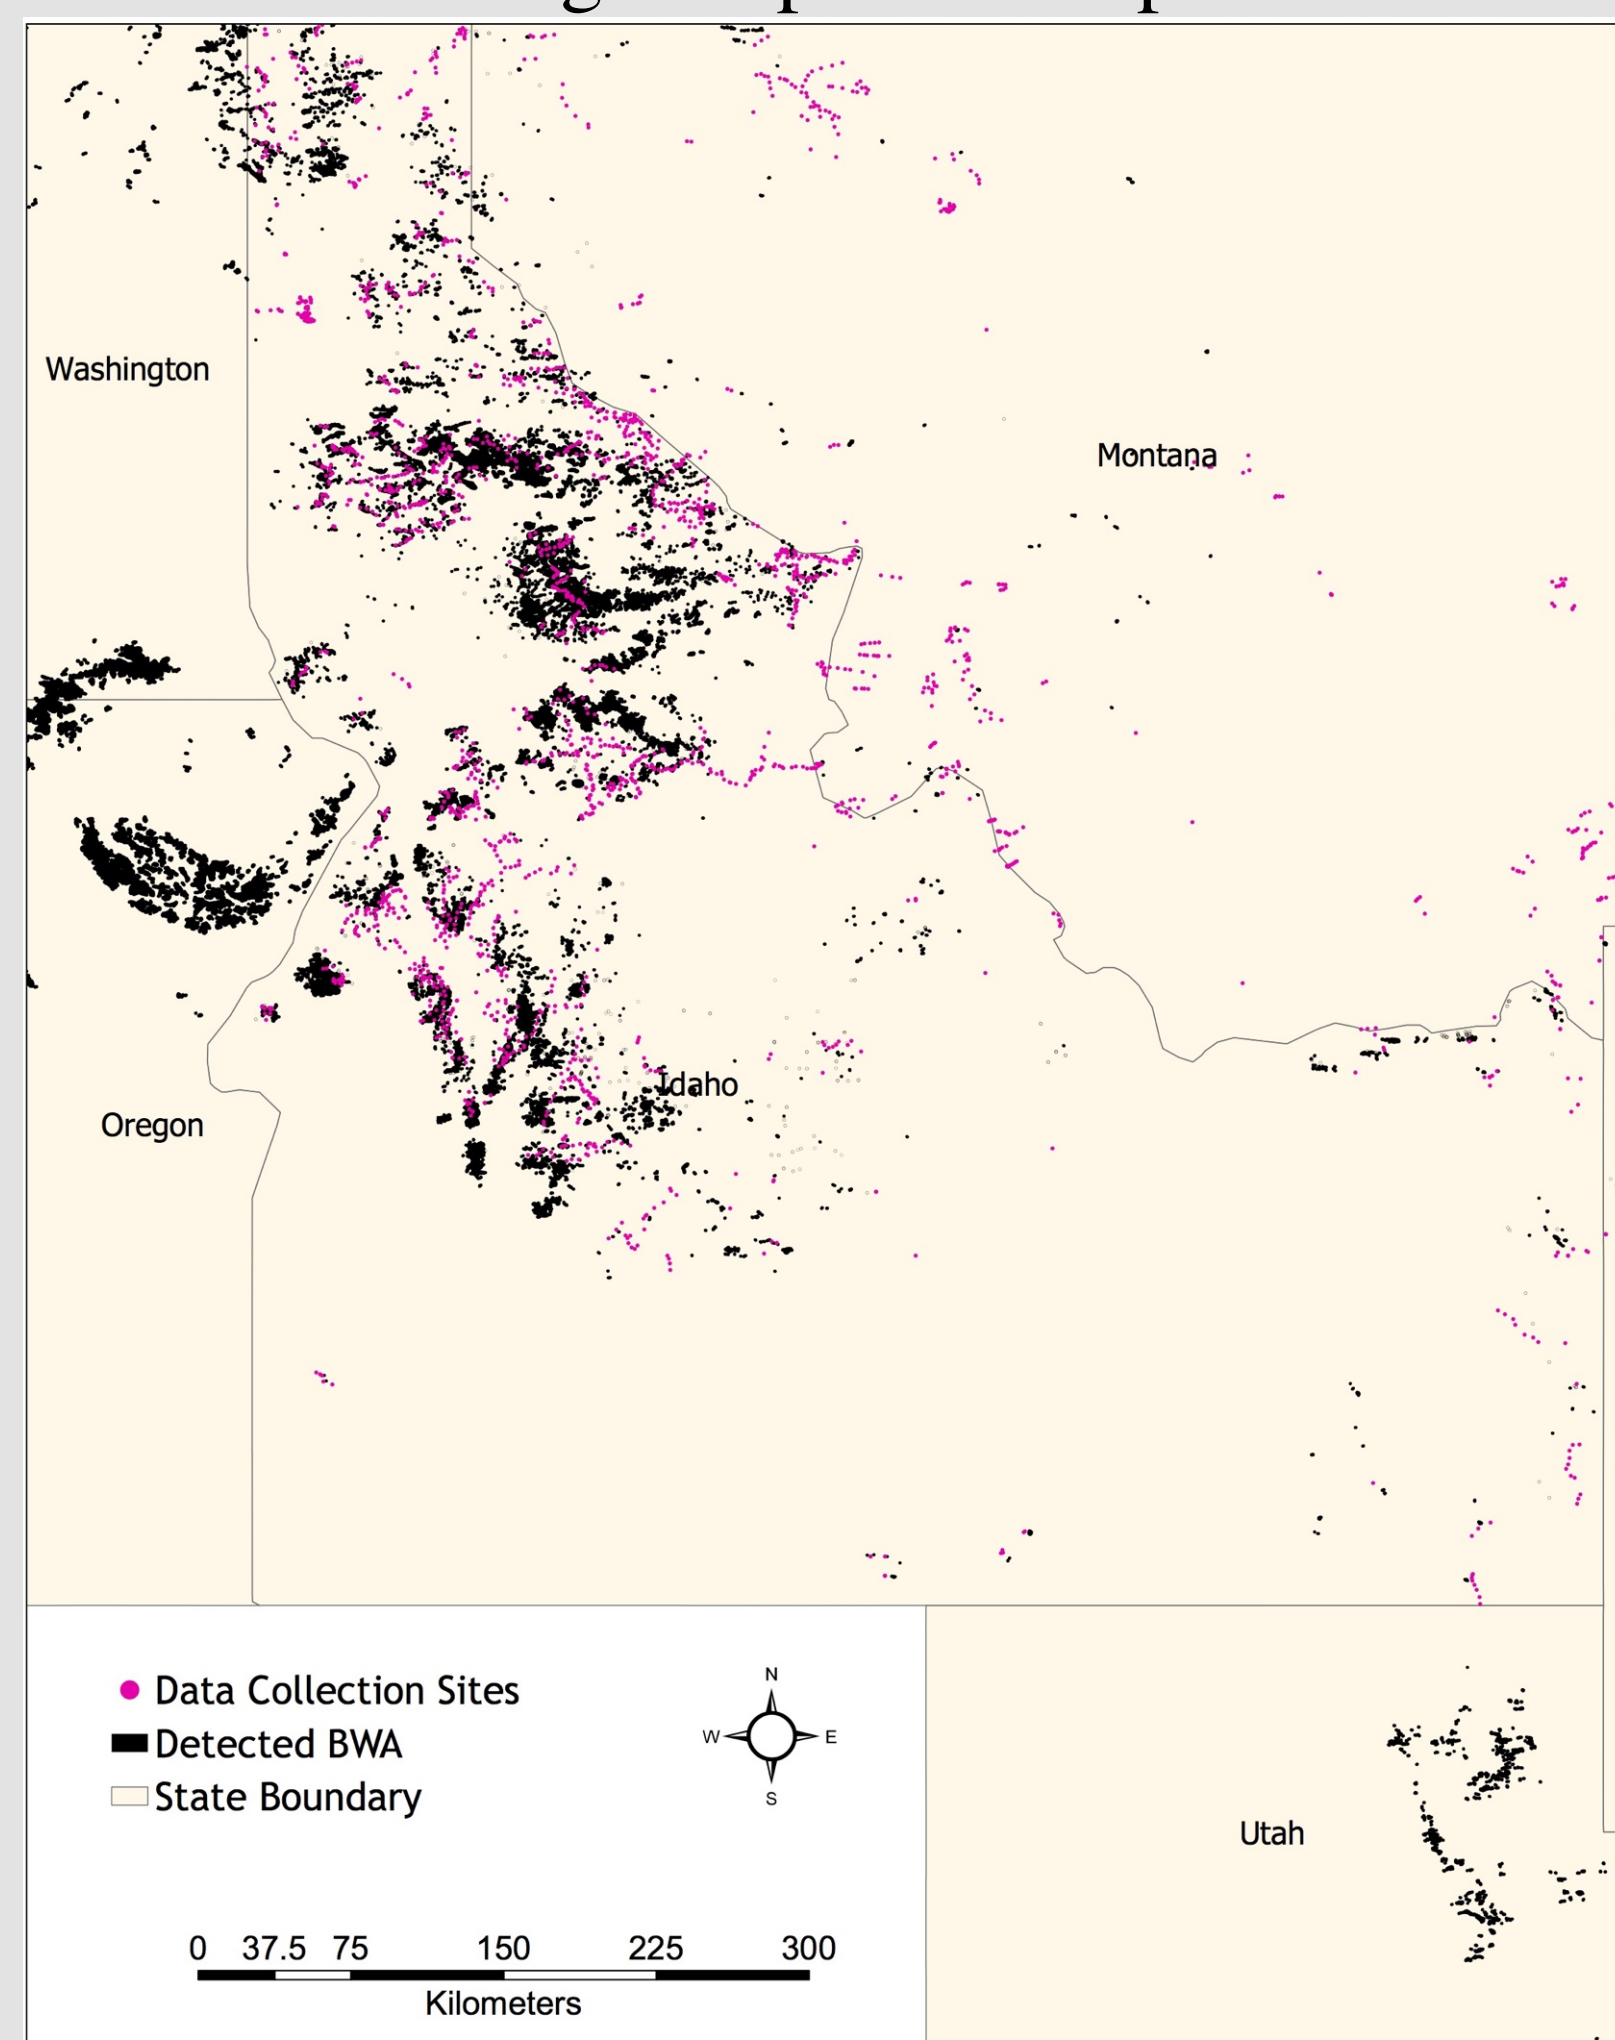 Washington
Montana
Idaho
Oregon
N
W E
S
Data Collection Sites
Detected BWA
State Boundary
Utah
0 37.5 75 150 225 300
Kilometers